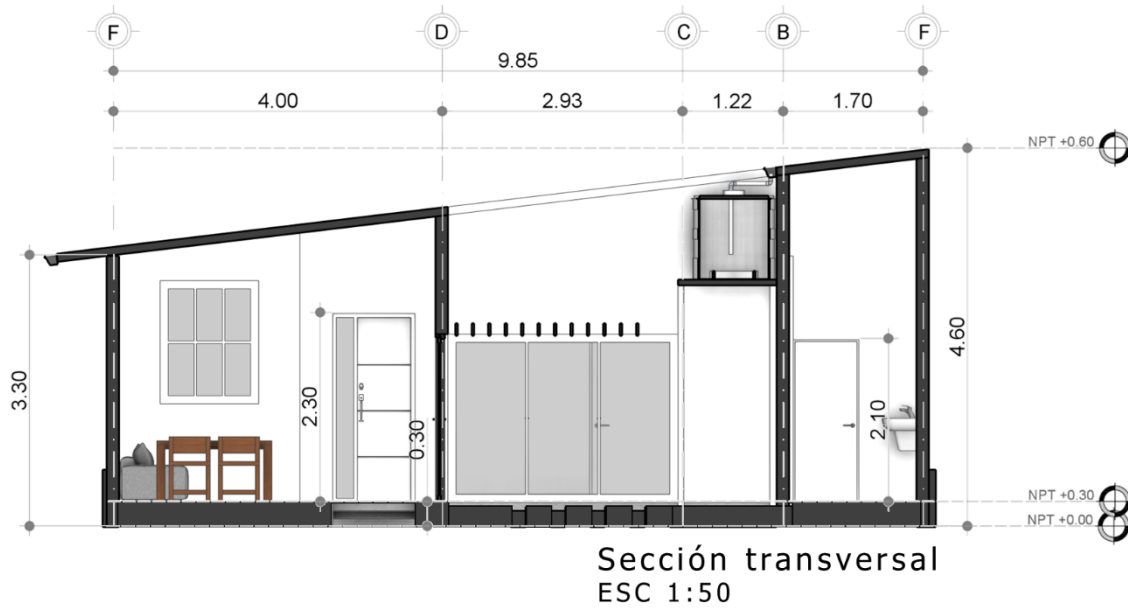 F D C B F
9.85
4.00 2.93 1.22 1.70
NPT +0.60
3.30
2.30
0.30
2.10
4.60
NPT +0.30
NPT +0.00
Sección transversal
ESC 1:50